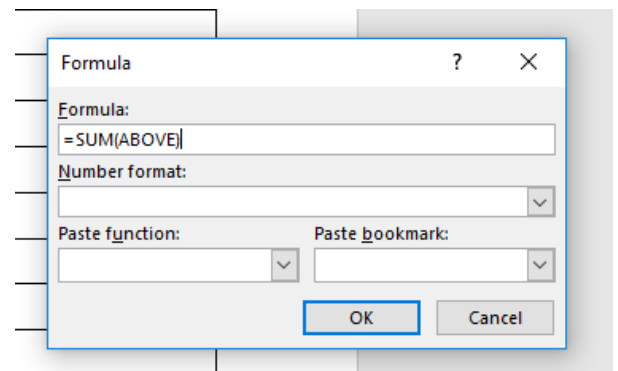 Formula ?
Formula:
=SUM(ABOVE)
Number format:
Paste function: Paste bookmark:
OK Cancel